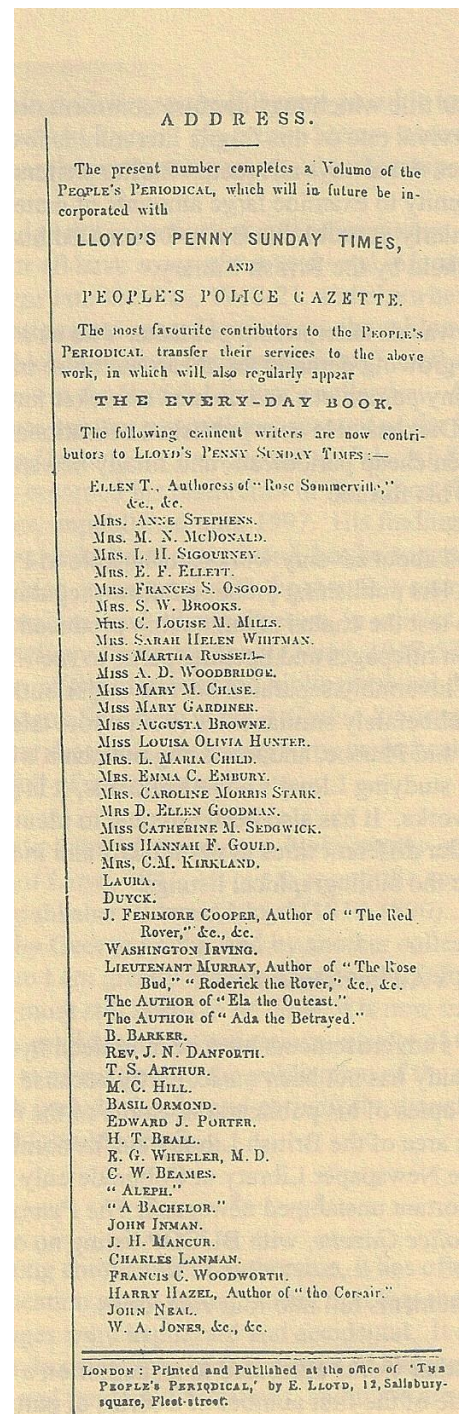 ADDRESS.
The present number completes a Volume of the
PEOPLE'S PERIODICAL, which will in future be in-
corporated with
LLOYD'S PENNY SUNDAY TIMES,
AND
PEOPLE'S POLICE GAZETTE.
The most favourite contributors to the PEOPLE'S
PERIODICAL transfer their services to the above
work, in which will also regularly appear
THE EVERY-DAY BOOK.
The following eminent writers are now contri-
butors to LLOYD'S PENNY SUNDAY TIMES:—
ELLEN T., Authoress of "Rose Sommerville,"
&c., &c.
MRS. ANNE STEPHENS.
MRS. M. N. MCDONALD.
MRS. L. H. SIGOURNEY.
MRS. E. F. ELLETT.
MRS. FRANCES S. OSGOOD.
MRS. S. W. BROOKS.
MRS. C. LOUISE M. MILLS.
MRS. SARAH HELEN WHITMAN.
MISS MARTHA RUSSELL
MISS A. D. WOODBRIDGE.
MISS MARY M. CHASE.
MISS MARY GARDINER.
MISS AUGUSTA BROWNE.
MISS LOUISA OLIVIA HUNTER.
MRS. L. MARIA CHILD.
MRS. EMMA C. EMBURY.
MRS. CAROLINE MORRIS STARK.
MRS D. ELLEN GOODMAN.
MISS CATHERINE M. SEDGWICK.
MISS HANNAH F. GOULD.
MRS, C.M. KIRKLAND.
LAURA.
DUYCK.
J. FENIMORE COOPER, Author of "The Red
Rover," &c., &c.
WASHINGTON IRVING.
LIEUTENANT MURRAY, Author of "The Rose
Bud," "Roderick the Rover," &c., &c.
The AUTHOR of "Ela the Outcast."
The AUTHOR of "Ada the Betrayed."
B. BARKER.
REV. J. N. DANFORTH.
T. S. ARTHUR.
M. C. HILL.
BASIL ORMOND.
EDWARD J. PORTER.
H. T. BEALL.
E. G. WHEELER, M. D.
C. W. BEAMES.
"ALEPH."
"A BACHELOR."
JOHN INMAN.
J. H. MANCUR.
CHARLES LANMAN.
FRANCIS C. WOODWORTH.
HARRY HAZEL, Author of "the Corsair."
JOHN NEAL.
W. A. JONES, &c., &c.
LONDON: Printed and Published at the office of 'THE
PEOPLE'S PERIODICAL,' by E. LLOYD, 12, Salisbury-
square, Fleet-street.